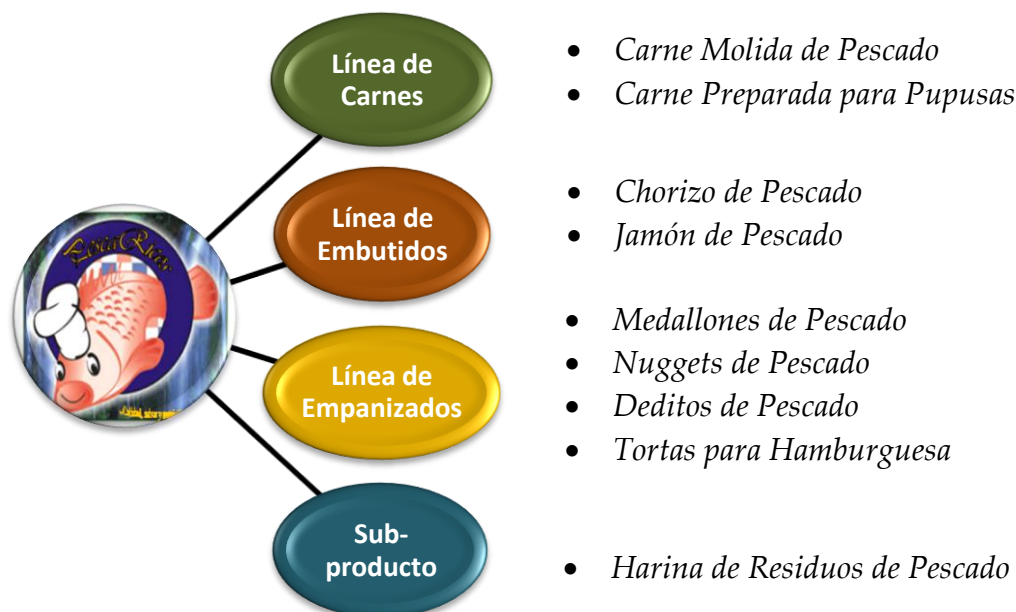 Línea de
Carnes
• Carne Molida de Pescado
• Carne Preparada para Pupusas
Línea de
Embutidos
• Chorizo de Pescado
• Jamón de Pescado
PescaRicos
Línea de
Empanizados
• Medallones de Pescado
• Nuggets de Pescado
• Deditos de Pescado
• Tortas para Hamburguesa
Sub-
producto
• Harina de Residuos de Pescado